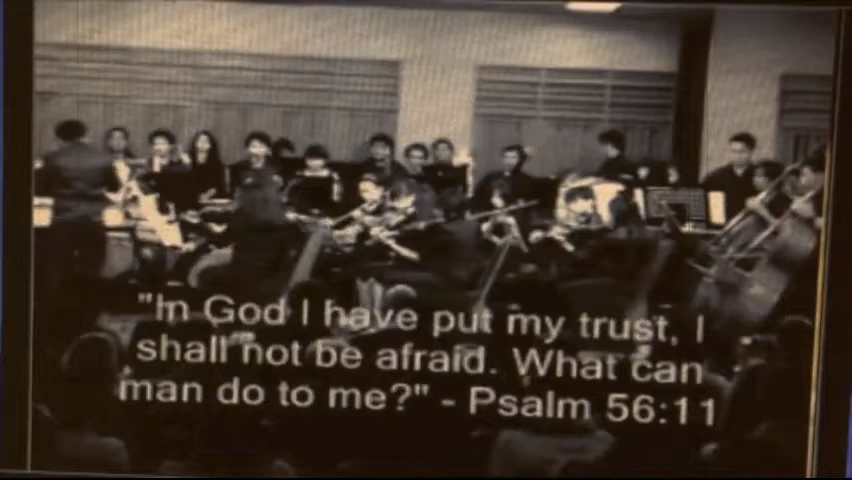 "In God I have put my trust, I
shall not be afraid. What can
man do to me?" - Psalm 56:11